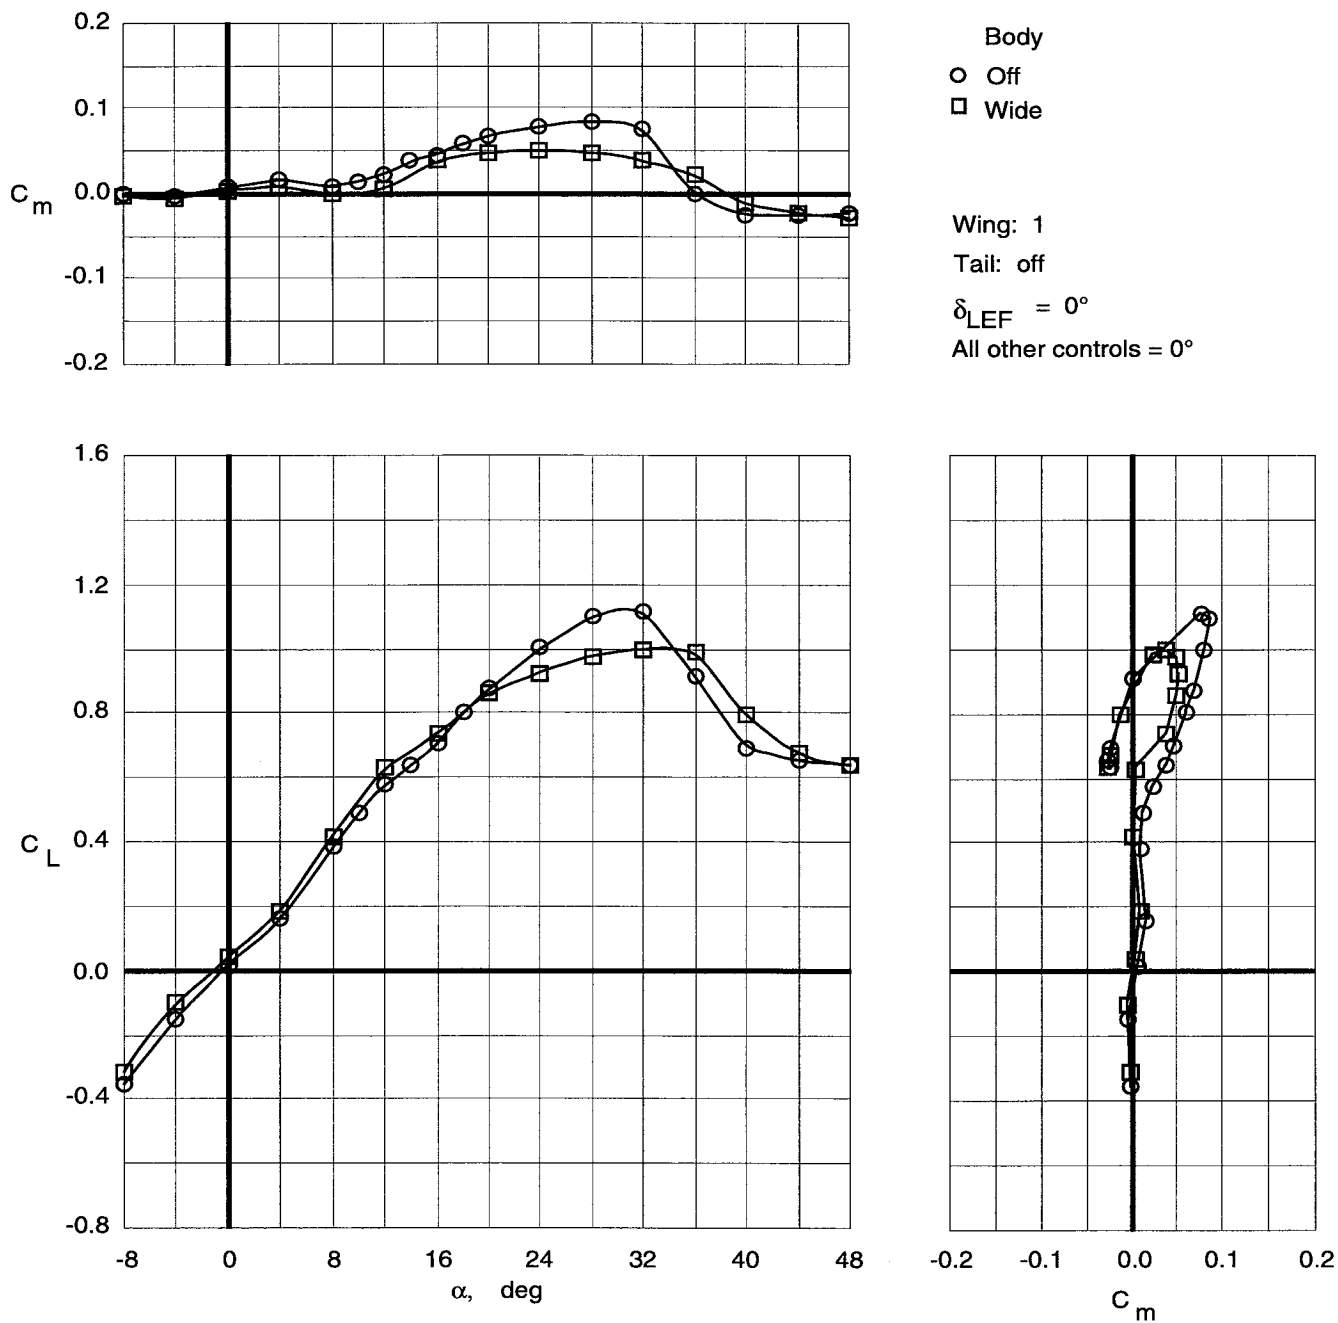 0.2
0.1
C m
0.0
-0.1
-0.2
Body
Off
Wide
Wing: 1
Tail: off
δLEF = 0°
All other controls = 0°
1.6
1.2
0.8
C L
0.4
0.0
-0.4
-0.8
-8 0 8 16 24 32 40 48
α, deg
-0.2 -0.1 0.0 0.1 0.2
C m